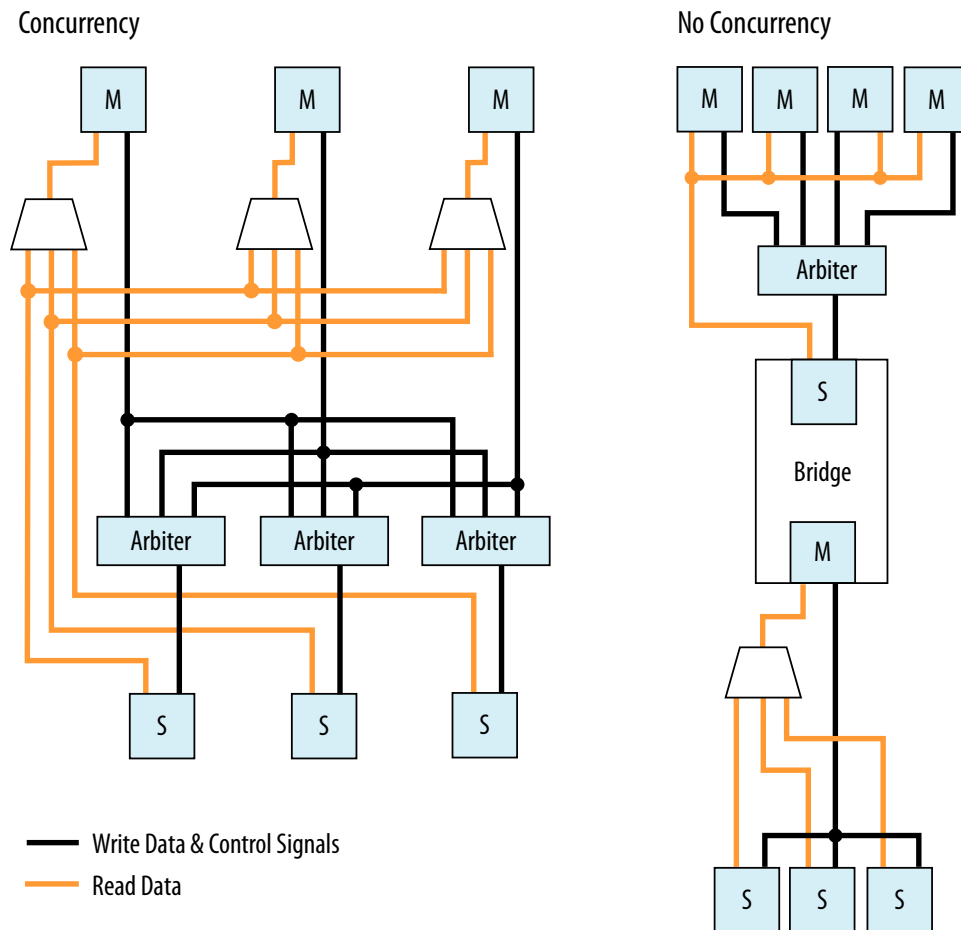 Concurrency
No Concurrency
M
M
M
M
M
M
M
Arbiter
S
Bridge
Arbiter
Arbiter
Arbiter
M
S
S
S
Write Data & Control Signals
Read Data
S
S
S